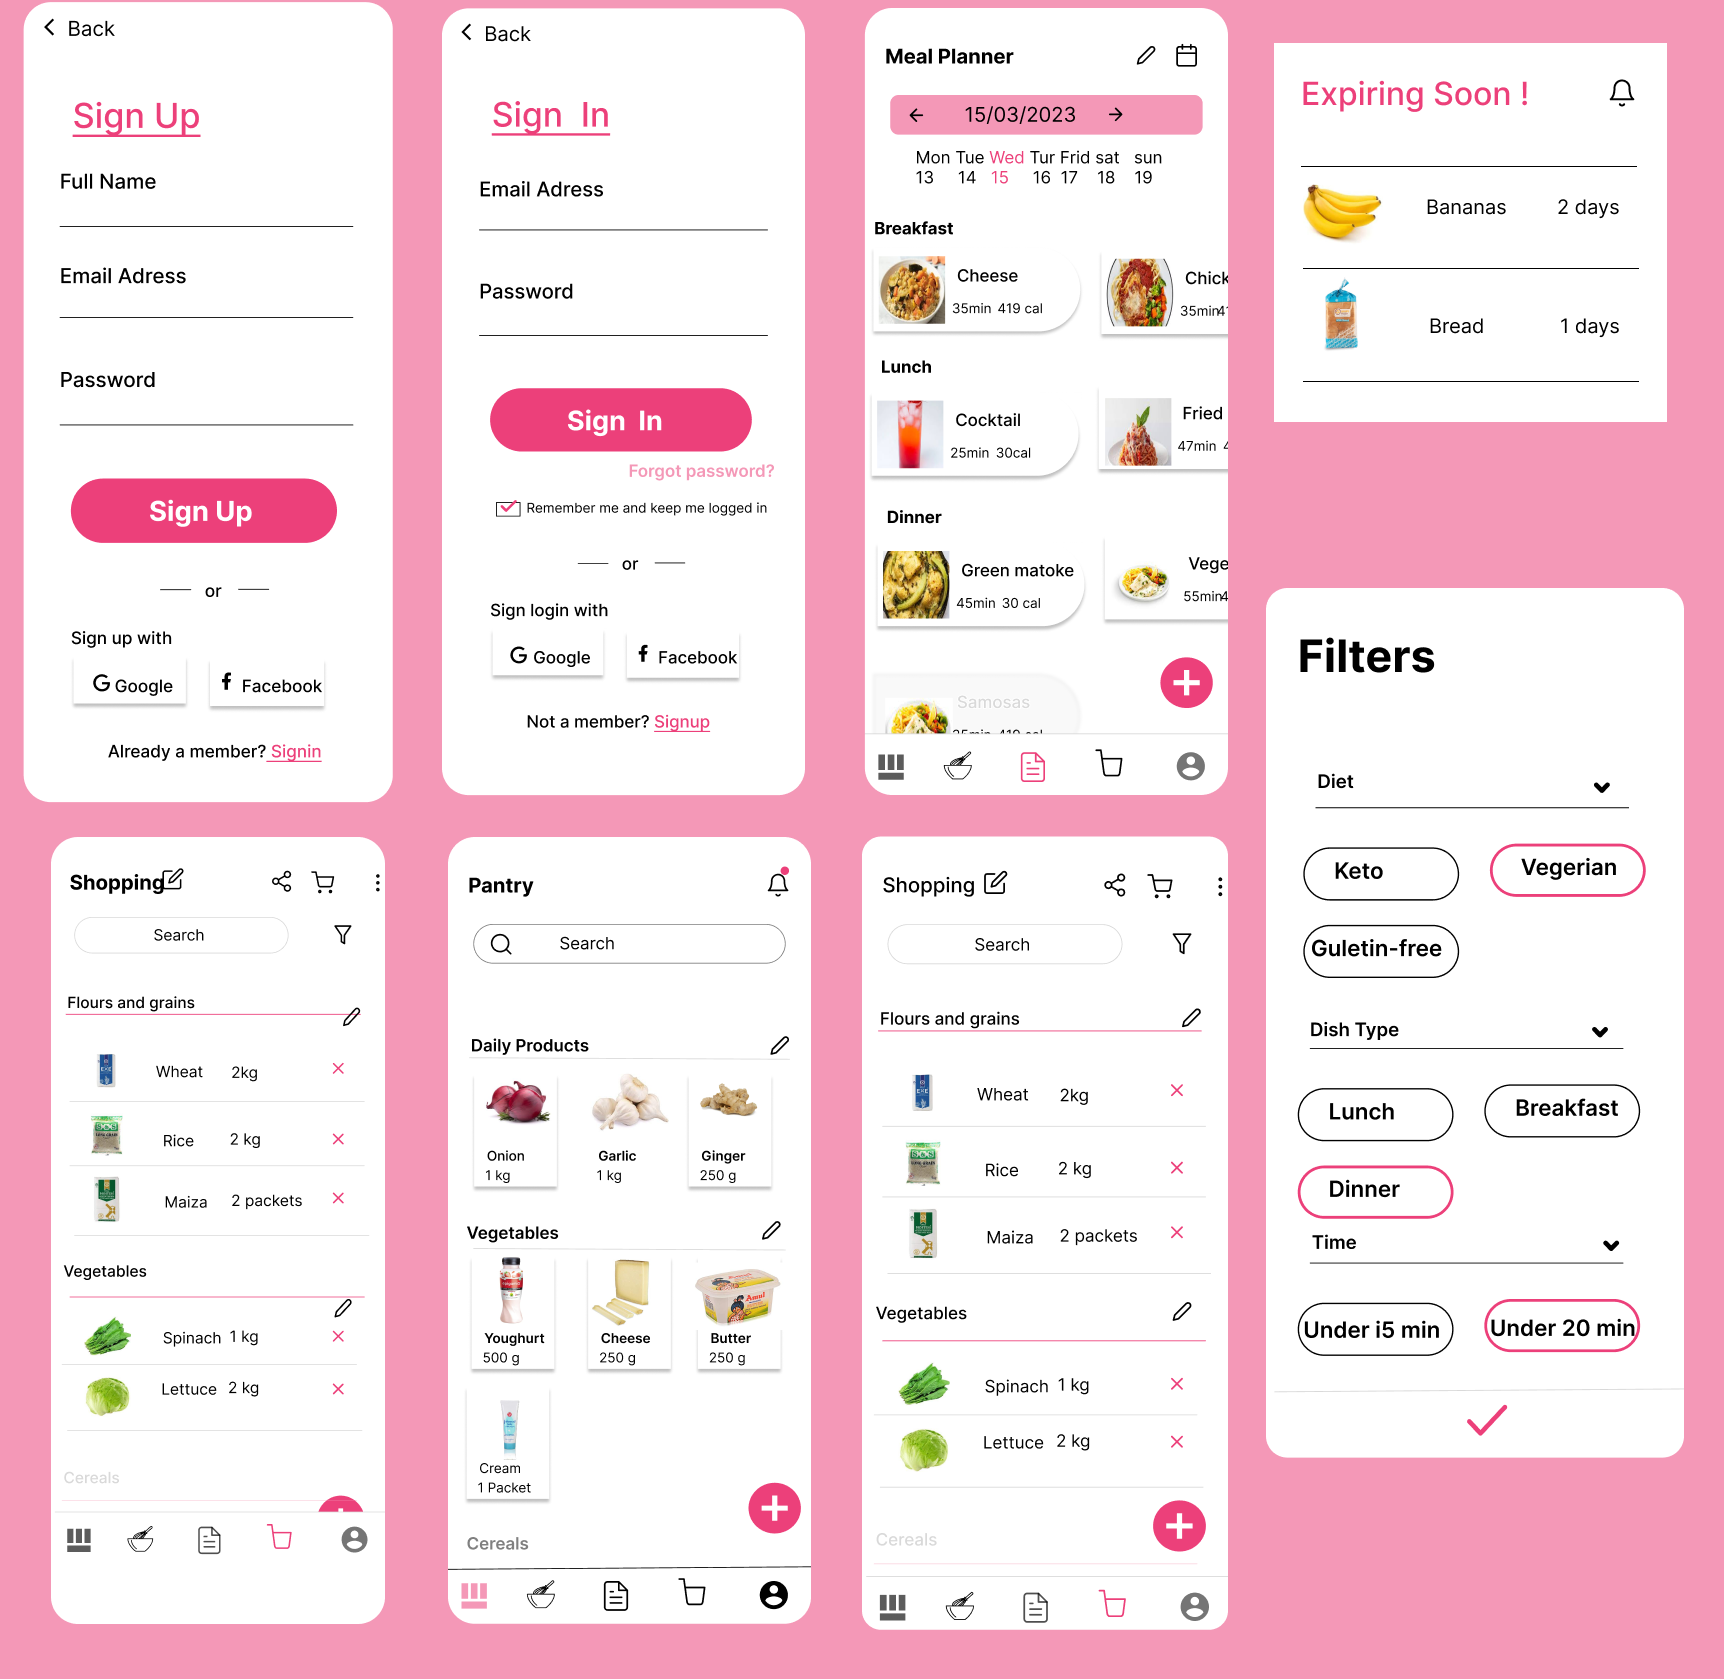 Back
Sign Up
Full Name
Email Adress
Password
Sign Up
or
Sign up with
Google
Facebook
Already a member? Signin
Back
Sign In
Email Adress
Password
Sign In
Forgot password?
Remember me and keep me logged in
or
Sign login with
Google
Facebook
Not a member? Signup
Meal Planner
15/03/2023
Mon Tue Wed Tur Frid sat sun
13 14 15 16 17 18 19
Breakfast
Cheese
35min 419 cal
Chick
35min41
Lunch
Cocktail
25min 30cal
Fried
47min 4
Dinner
Green matoke
45min 30 cal
Vege
55min4
Samosas
35min 419 cal
Expiring Soon !
Bananas 2 days
Bread 1 days
Shopping
Search
Flours and grains
Wheat 2kg
Rice 2 kg
Maiza 2 packets
Vegetables
Spinach 1 kg
Lettuce 2 kg
Cereals
Pantry
Search
Daily Products
Onion
1 kg
Garlic
1 kg
Ginger
250 g
Vegetables
Youghurt
500 g
Cheese
250 g
Amul
Butter
250 g
Cream
1 Packet
Cereals
Shopping
Search
Flours and grains
Wheat 2kg
Rice 2 kg
Maiza 2 packets
Vegetables
Spinach 1 kg
Lettuce 2 kg
Cereals
Filters
Diet
Keto
Vegerian
Guletin-free
Dish Type
Lunch
Breakfast
Dinner
Time
Under i5 min
Under 20 min